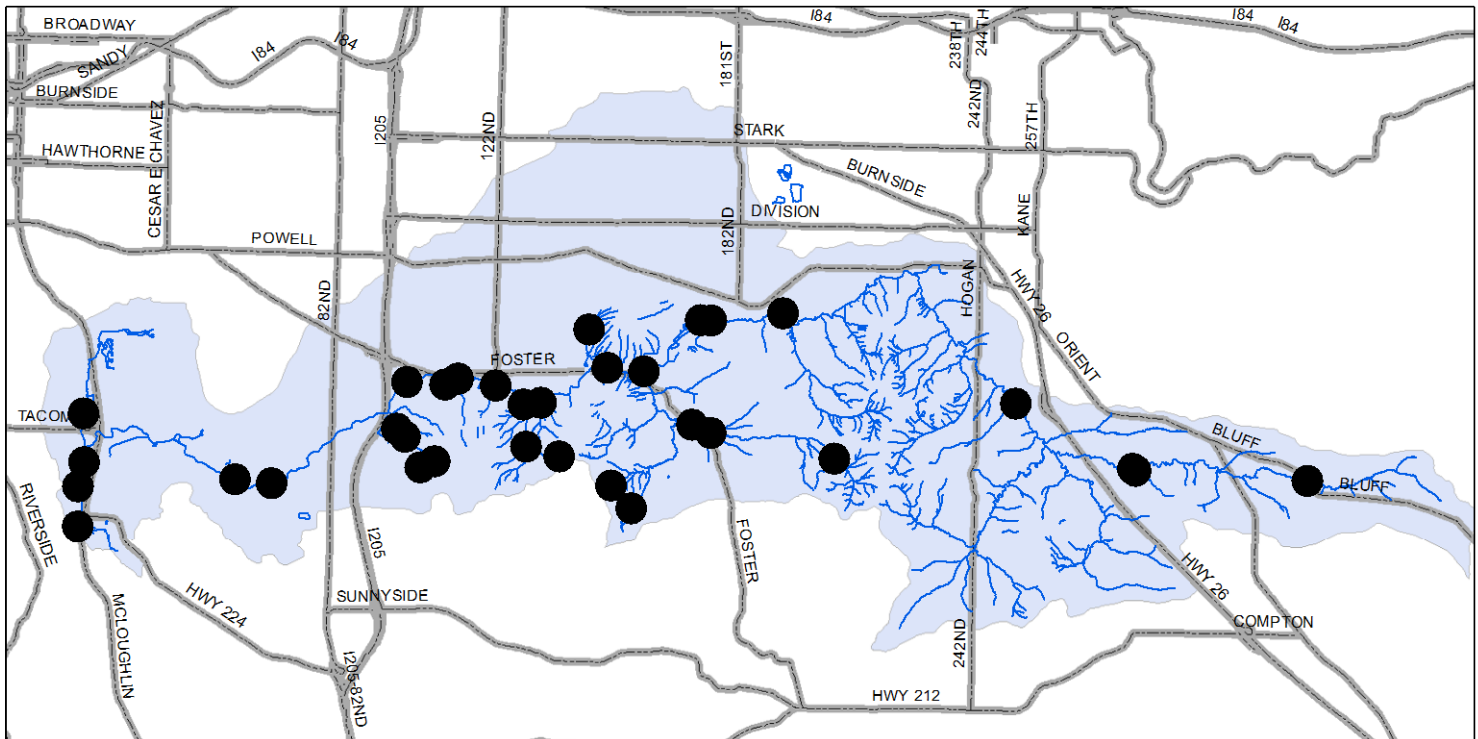 BROADWAY
I84
I84
I84
I84
I84
SANDY
BURNSIDE
CESAR E CHAVEZ
HAWTHORNE
I205
122ND
181ST
238TH
244TH
242ND
257TH
STARK
BURNSIDE
DIVISION
182ND
KANE
POWELL
82ND
HOGAN
HWY 26
ORIENT
FOSTER
TACOM
BLUFF
BLUFF
RIVERSIDE
I205
FOSTER
HWY 26
HWY 224
SUNNYSIDE
MCLOUGHLIN
242ND
COMPTON
I205-82ND
HWY 212